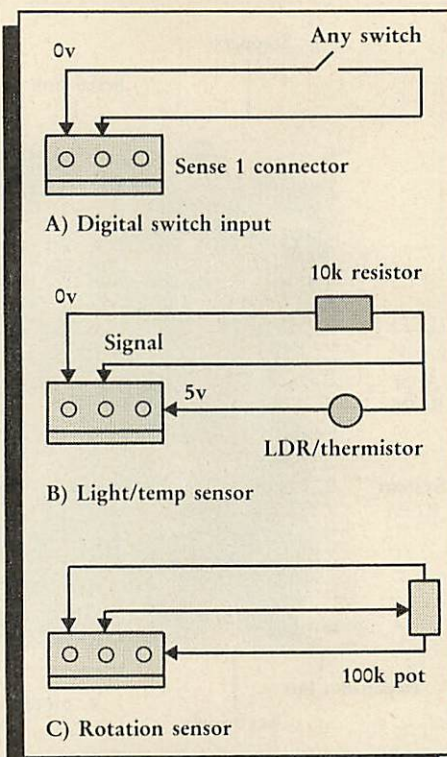 Any switch
0v
Sense 1 connector
A) Digital switch input
10k resistor
0v
Signal
5v
LDR/thermistor
B) Light/temp sensor
100k pot
C) Rotation sensor